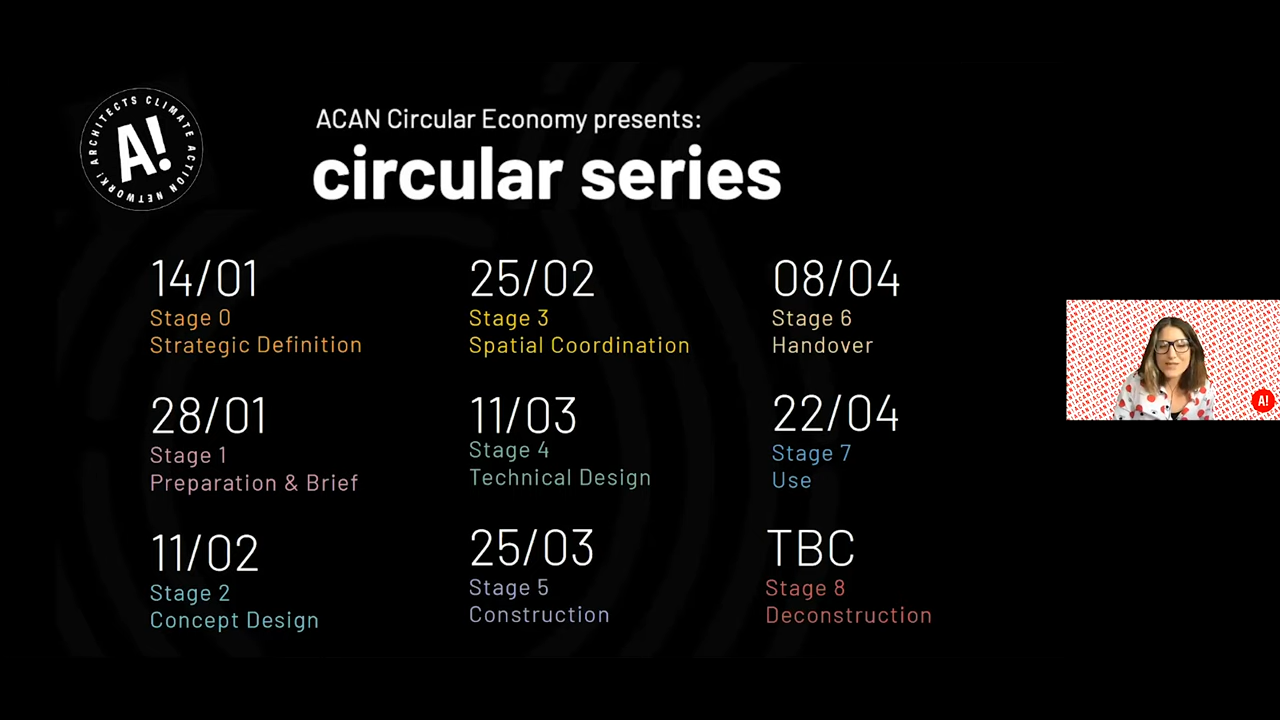 ARCHITECTS CLIMATE ACTION NETWORK!
A!
ACAN Circular Economy presents:
circular series
14/01
Stage 0
Strategic Definition
28/01
Stage 1
Preparation & Brief
11/02
Stage 2
Concept Design
25/02
Stage 3
Spatial Coordination
11/03
Stage 4
Technical Design
25/03
Stage 5
Construction
08/04
Stage 6
Handover
22/04
Stage 7
Use
TBC
Stage 8
Deconstruction
A!